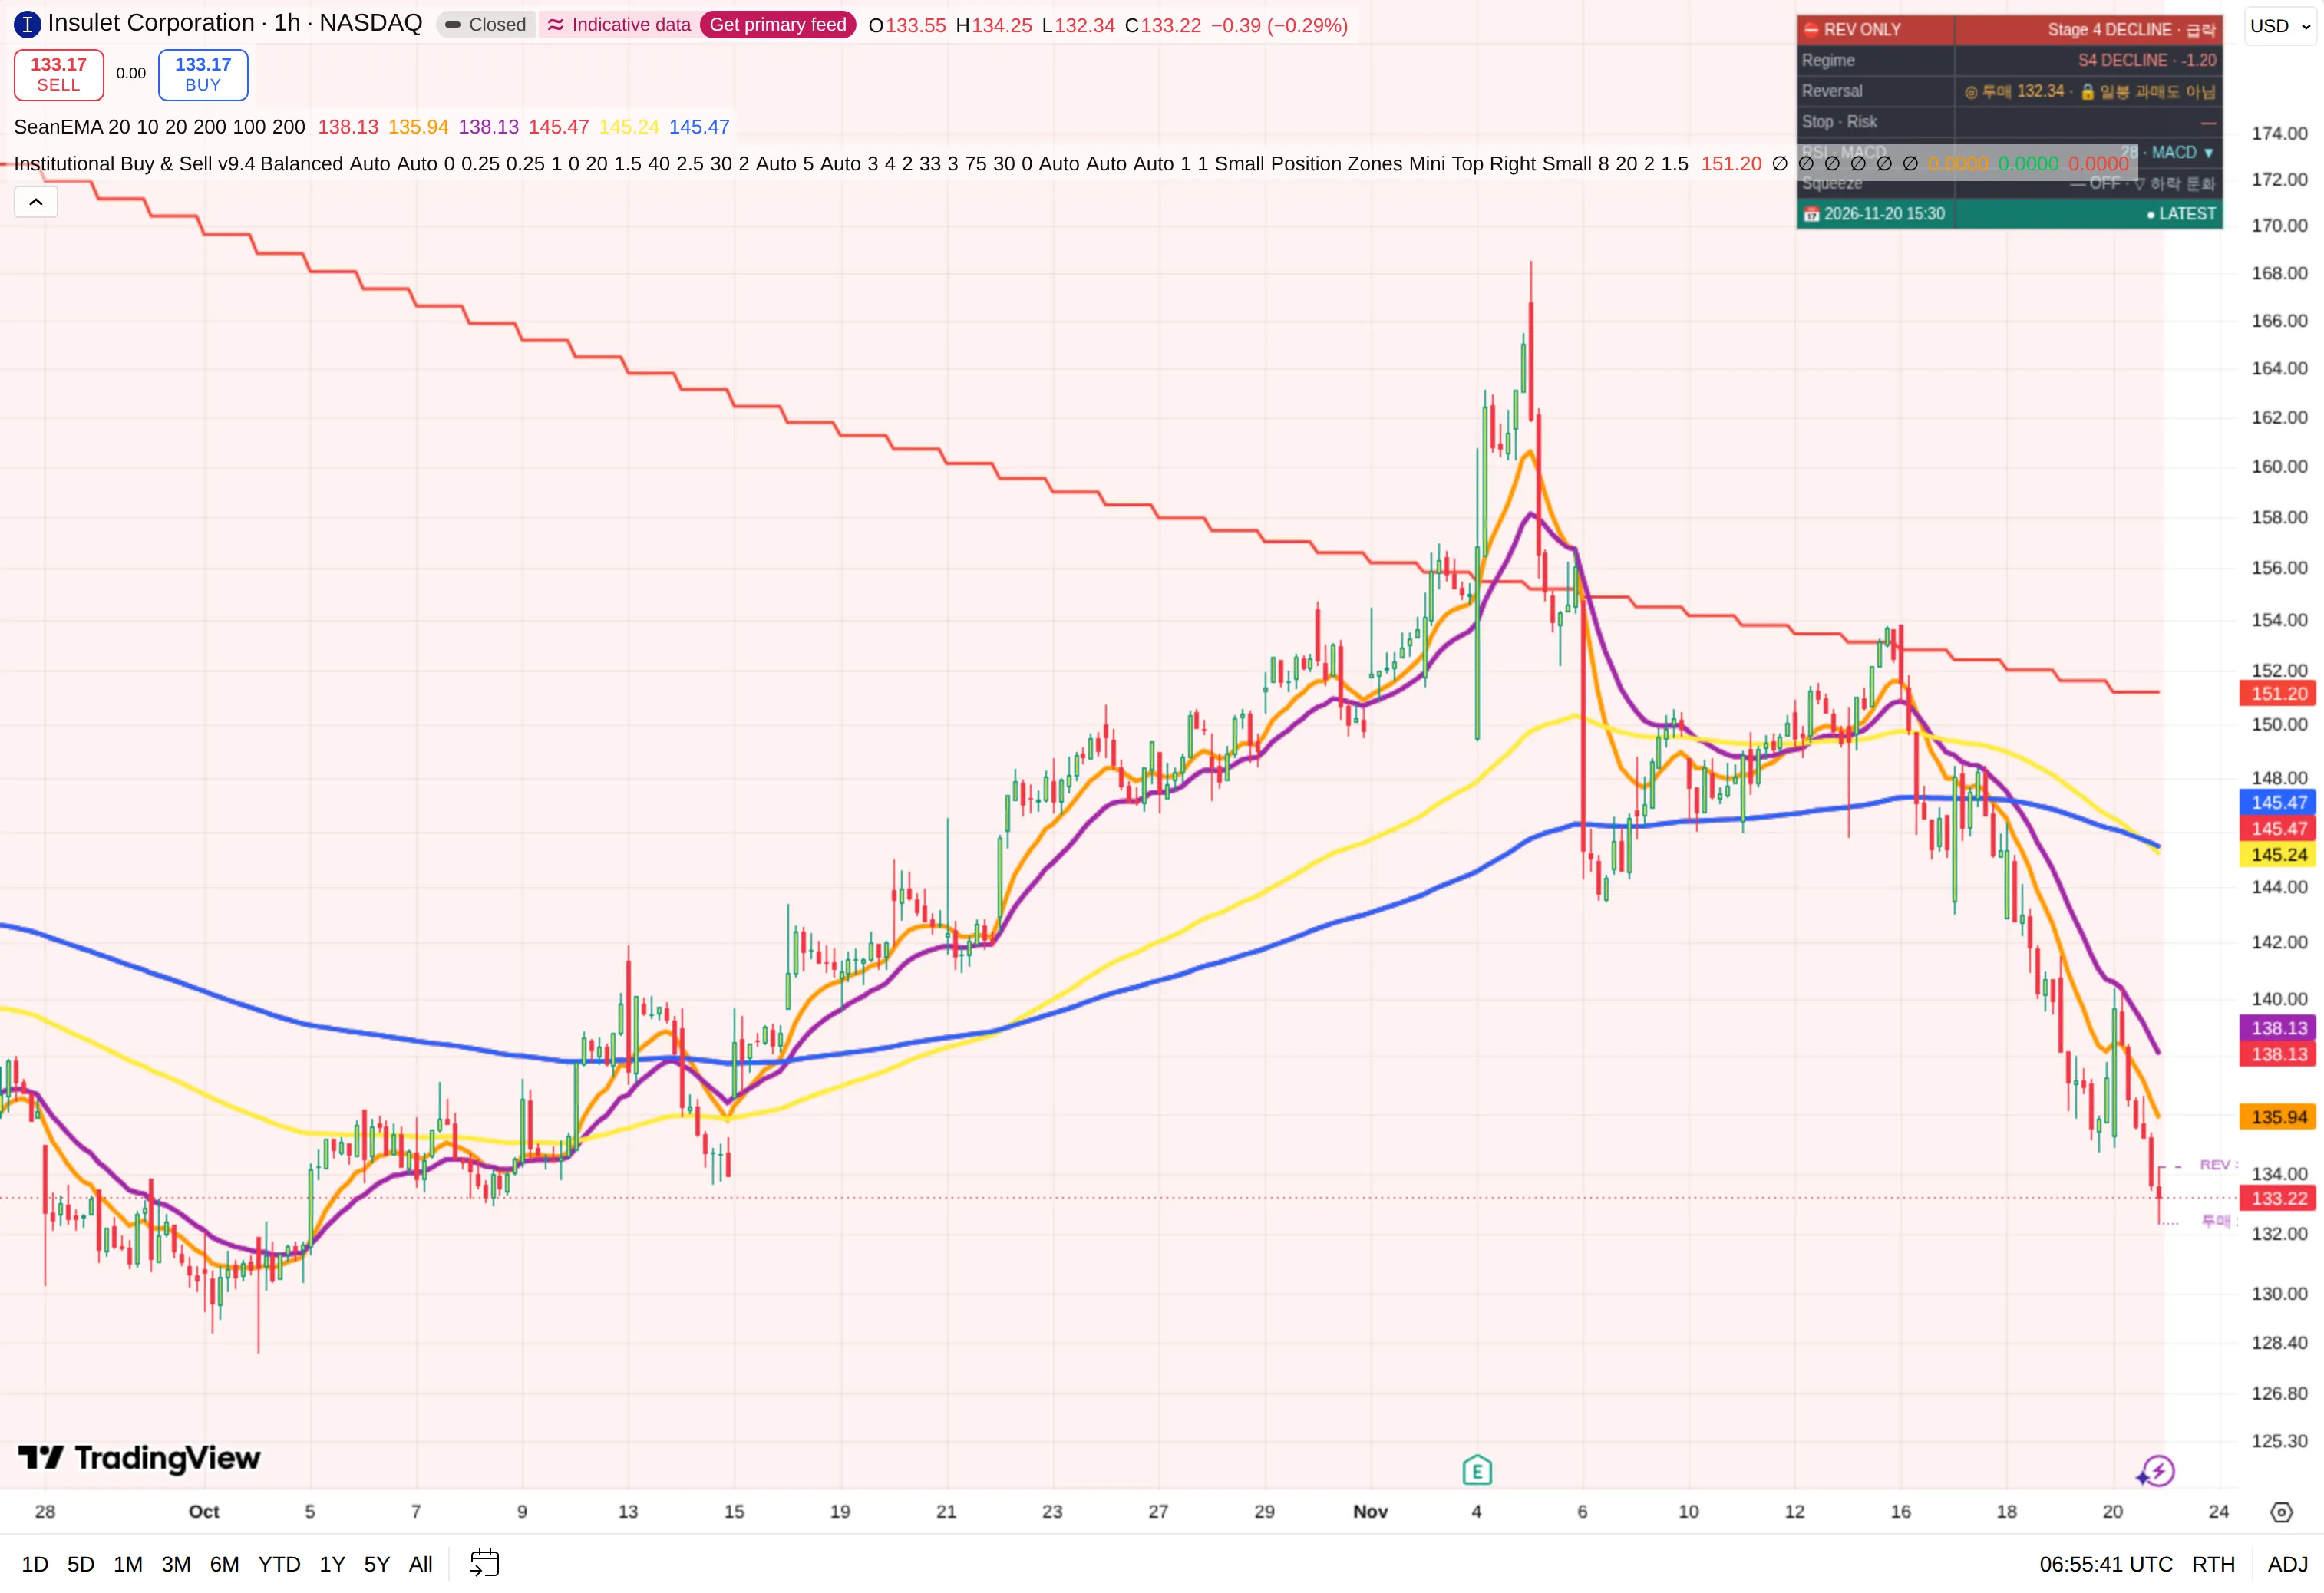 Insulet Corporation · 1h · NASDAQ Closed Indicative data Get primary feed O133.55 H134.25 L132.34 C133.22 −0.39 (−0.29%)
USD
133.17 SELL 0.00 133.17 BUY
SeanEMA 20 10 20 200 100 200 138.13 135.94 138.13 145.47 145.24 145.47
Institutional Buy & Sell v9.4 Balanced Auto Auto 0 0.25 0.25 1 0 20 1.5 40 2.5 30 2 Auto 5 Auto 3 4 2 33 3 75 30 0 Auto Auto Auto 1 1 Small Position Zones Mini Top Right Small 8 20 2 1.5 151.20 ∅ ∅ ∅ ∅ ∅ ∅ 0.0000 0.0000 0.0000
⛔ REV ONLY Stage 4 DECLINE · 급락
Regime S4 DECLINE · -1.20
Reversal ◎ 투매 132.34 · 🔒 일봉 과매도 아님
Stop · Risk —
RSI · MACD 28 · MACD ▼
Squeeze — OFF · ▽ 하락 둔화
📅 2026-11-20 15:30 ● LATEST
174.00
172.00
170.00
168.00
166.00
164.00
162.00
160.00
158.00
156.00
154.00
152.00
151.20
150.00
148.00
145.47
145.47
145.24
144.00
142.00
140.00
138.13
138.13
135.94
REV
134.00
133.22
투매
132.00
130.00
128.40
126.80
125.30
TradingView
E
28 Oct 5 7 9 13 15 19 21 23 27 29 Nov 4 6 10 12 16 18 20 24
1D 5D 1M 3M 6M YTD 1Y 5Y All 06:55:41 UTC RTH ADJ